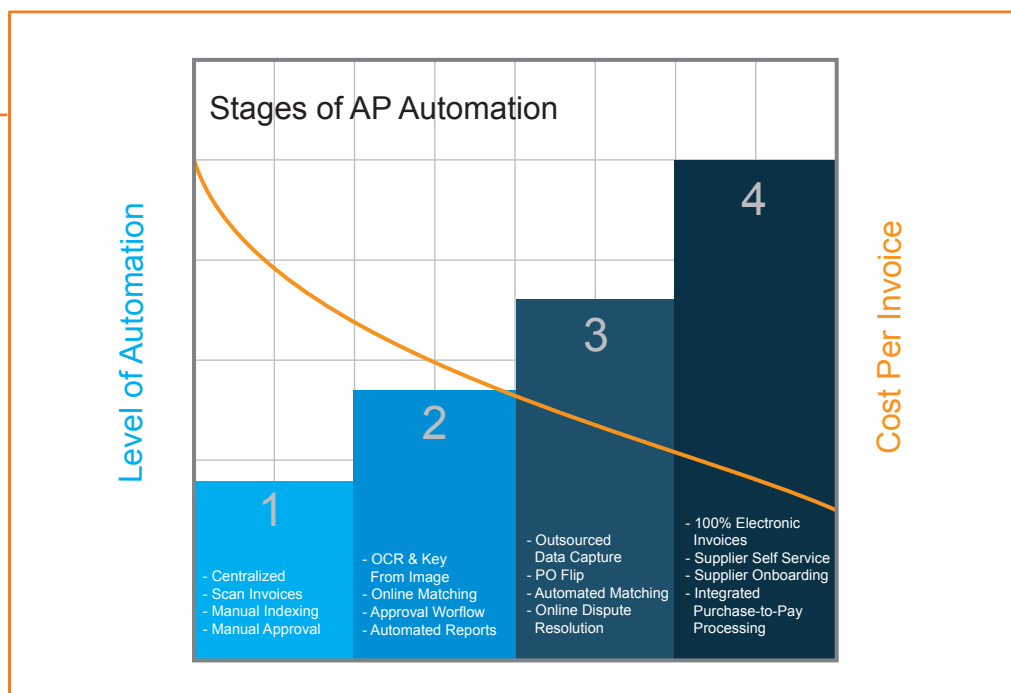 Stages of AP Automation
Level of Automation
Cost Per Invoice
1
- Centralized
- Scan Invoices
- Manual Indexing
- Manual Approval
2
- OCR & Key
From Image
- Online Matching
- Approval Worflow
- Automated Reports
3
- Outsourced
Data Capture
- PO Flip
- Automated Matching
- Online Dispute
Resolution
4
- 100% Electronic
Invoices
- Supplier Self Service
- Supplier Onboarding
- Integrated
Purchase-to-Pay
Processing